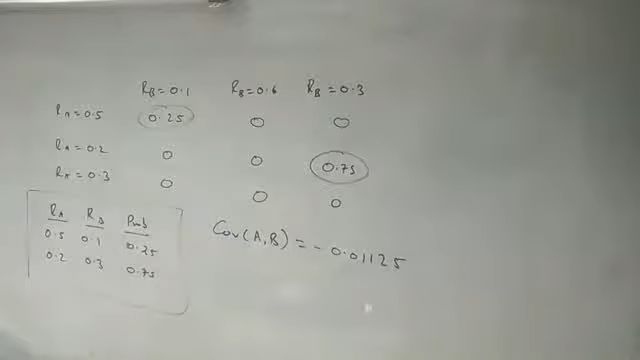 R_B = 0.1 R_B = 0.6 R_B = 0.3
R_A = 0.5 0.25 0 0
R_A = 0.2 0 0 0.75
R_A = 0.3 0 0 0
R_A R_B Prob
0.5 0.1 0.25
0.2 0.3 0.75
Cov(A,B) = - 0.01125